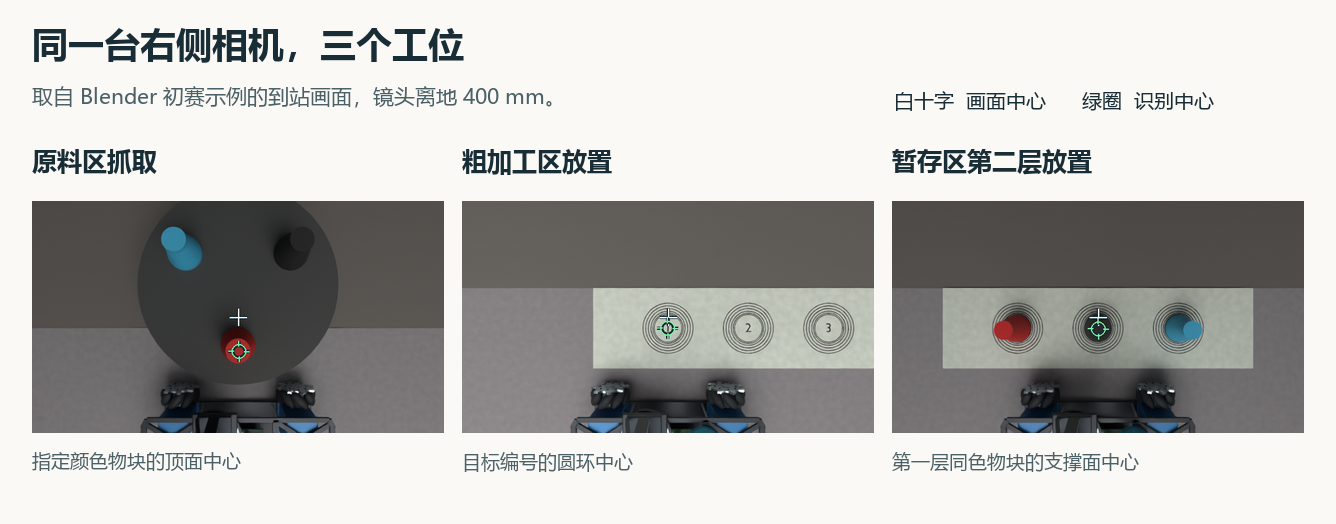 同一台右侧相机，三个工位
取自 Blender 初赛示例的到站画面，镜头离地 400 mm。
白十字 画面中心 绿圈 识别中心
原料区抓取
粗加工区放置
暂存区第二层放置
2
3
指定颜色物块的顶面中心
目标编号的圆环中心
第一层同色物块的支撑面中心